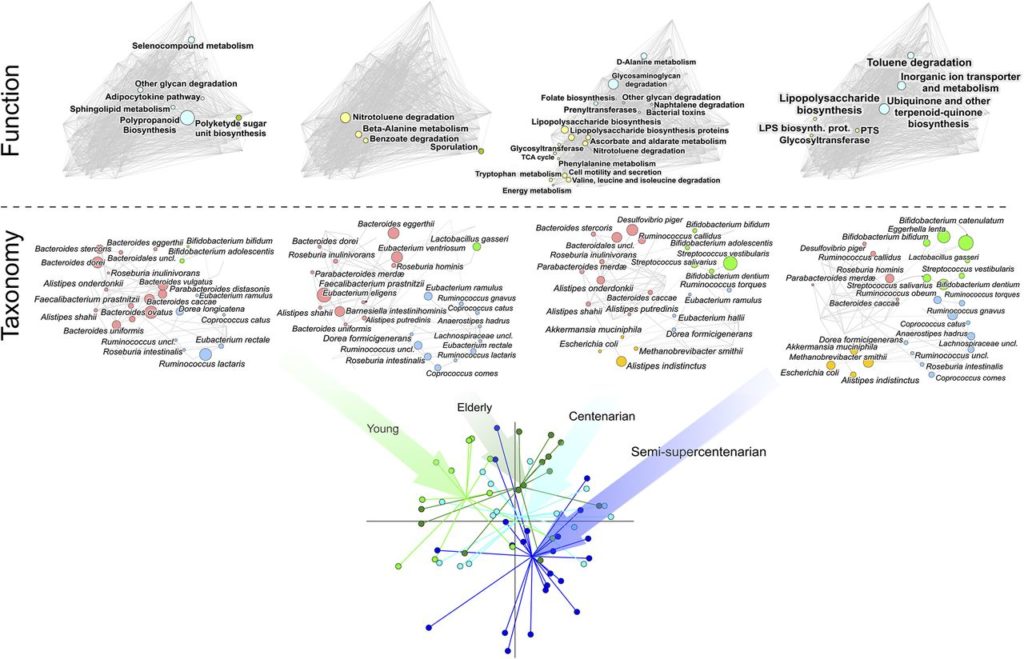 Function
Selenocompound metabolism
Other glycan degradation
Adipocytokine pathway
Sphingolipid metabolism
Polypropanoid
Biosynthesis
Polyketyde sugar
unit biosynthesis
Nitrotoluene degradation
Beta-Alanine metabolism
Benzoate degradation
Sporulation
D-Alanine metabolism
Glycosaminoglycan
degradation
Folate biosynthesis
Other glycan degradation
Prenyltransferases
Naphtalene degradation
Bacterial toxins
Lipopolysaccharide biosynthesis
Lipopolysaccharide biosynthesis proteins
Ascorbate and aldarate metabolism
Glycosyltransferase
Nitrotoluene degradation
TCA cycle
Phenylalanine metabolism
Tryptophan metabolism
Cell motility and secretion
Valine, leucine and isoleucine degradation
Energy metabolism
Toluene degradation
Inorganic ion transporter
and metabolism
Lipopolysaccharide
biosynthesis
Ubiquinone and other
terpenoid-quinone
biosynthesis
LPS biosynth. prot.
PTS
Glycosyltransferase
Taxonomy
Bacteroides eggerthii
Bacteroides stercoris
Bifidobacterium bifidum
Bifidobacterium adolescentis
Bacteroidales uncl.
Bacteroides dorei
Roseburia inulinivorans
Alistipes onderdonkii
Bacteroides vulgatus
Parabacteroides distasonis
Faecalibacterium prastnitzii
Eubacterium ramulus
Bacteroides caccae
Alistipes shahii
Bacteroides ovatus
Dorea longicatena
Coprococcus catus
Bacteroides uniformis
Ruminococcus uncl.
Eubacterium rectale
Roseburia intestinalis
Ruminococcus lactaris
Bacteroides eggerthii
Bacteroides dorei
Lactobacillus gasseri
Eubacterium ventriosum
Roseburia inulinivorans
Roseburia hominis
Parabacteroides merdæ
Faecalibacterium prastnitzii
Eubacterium eligens
Eubacterium ramulus
Ruminococcus gnavus
Alistipes shahii
Barnesiella intestinihominis
Coprococcus catus
Alistipes putredinis
Anaerostipes hadrus
Bacteroides uniformis
Dorea formicigenerans
Lachnospiraceae uncl.
Ruminococcus uncl.
Eubacterium rectale
Roseburia intestinalis
Ruminococcus lactaris
Coprococcus comes
Desulfovibrio piger
Bacteroides stercoris
Bifidobacterium bifidum
Ruminococcus callidus
Bacteroidales uncl.
Bifidobacterium adolescentis
Roseburia inulinivorans
Streptococcus vestibularis
Parabacteroides merdæ
Streptococcus salivarius
Alistipes onderdonkii
Bifidobacterium dentium
Ruminococcus torques
Bacteroides caccae
Eubacterium ramulus
Alistipes shahii
Alistipes putredinis
Eubacterium hallii
Akkermansia muciniphila
Dorea formicigenerans
Escherichia coli
Methanobrevibacter smithii
Alistipes indistinctus
Bifidobacterium catenulatum
Eggerhella lenta
Bifidobacterium bifidum
Desulfovibrio piger
Ruminococcus callidus
Lactobacillus gasseri
Roseburia hominis
Streptococcus vestibularis
Parabacteroides merdæ
Streptococcus salivarius
Bifidobacterium dentium
Ruminococcus obeum
Ruminococcus torques
Bacteroides caccae
Ruminococcus gnavus
Coprococcus catus
Anaerostipes hadrus
Dorea formicigenerans
Lachnospiraceae uncl.
Akkermansia muciniphila
Methanobrevibacter smithii
Ruminococcus uncl.
Roseburia intestinalis
Escherichia coli
Alistipes indistinctus
Coprococcus comes
Young
Elderly
Centenarian
Semi-supercentenarian